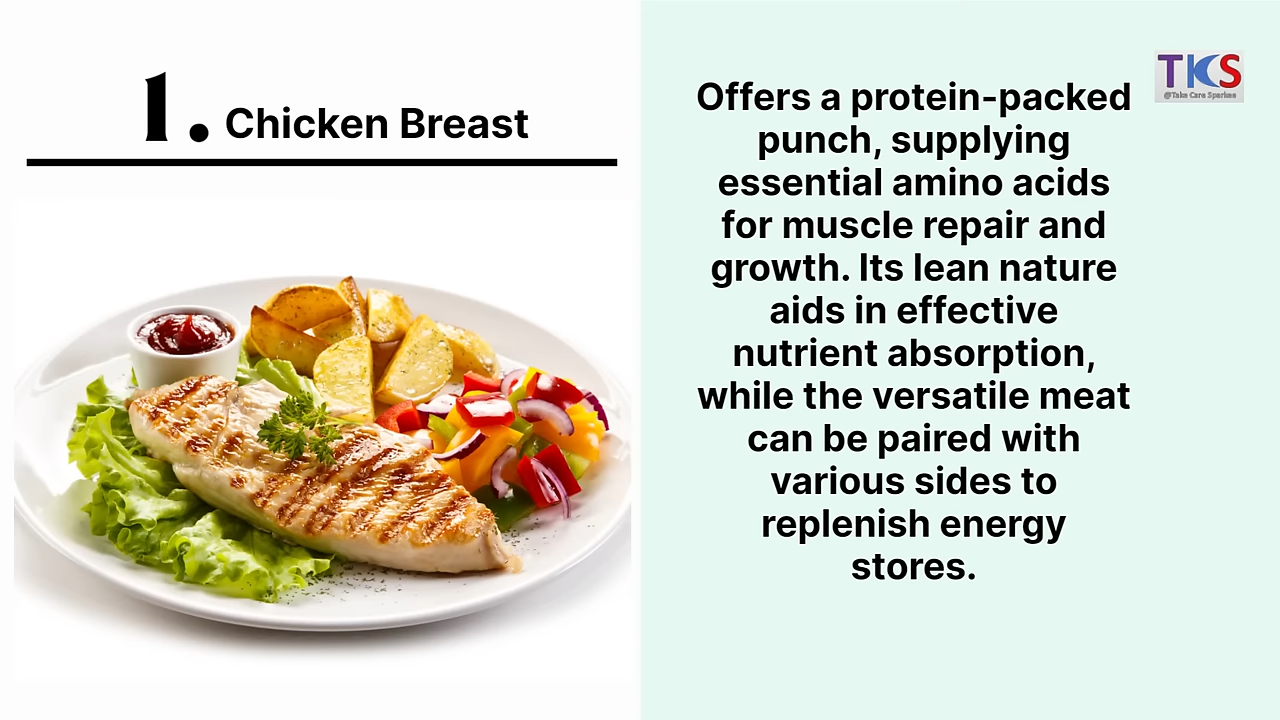 1. Chicken Breast
Offers a protein-packed
punch, supplying
essential amino acids
for muscle repair and
growth. Its lean nature
aids in effective
nutrient absorption,
while the versatile meat
can be paired with
various sides to
replenish energy
stores.
TKS
@Take Care Sparkee